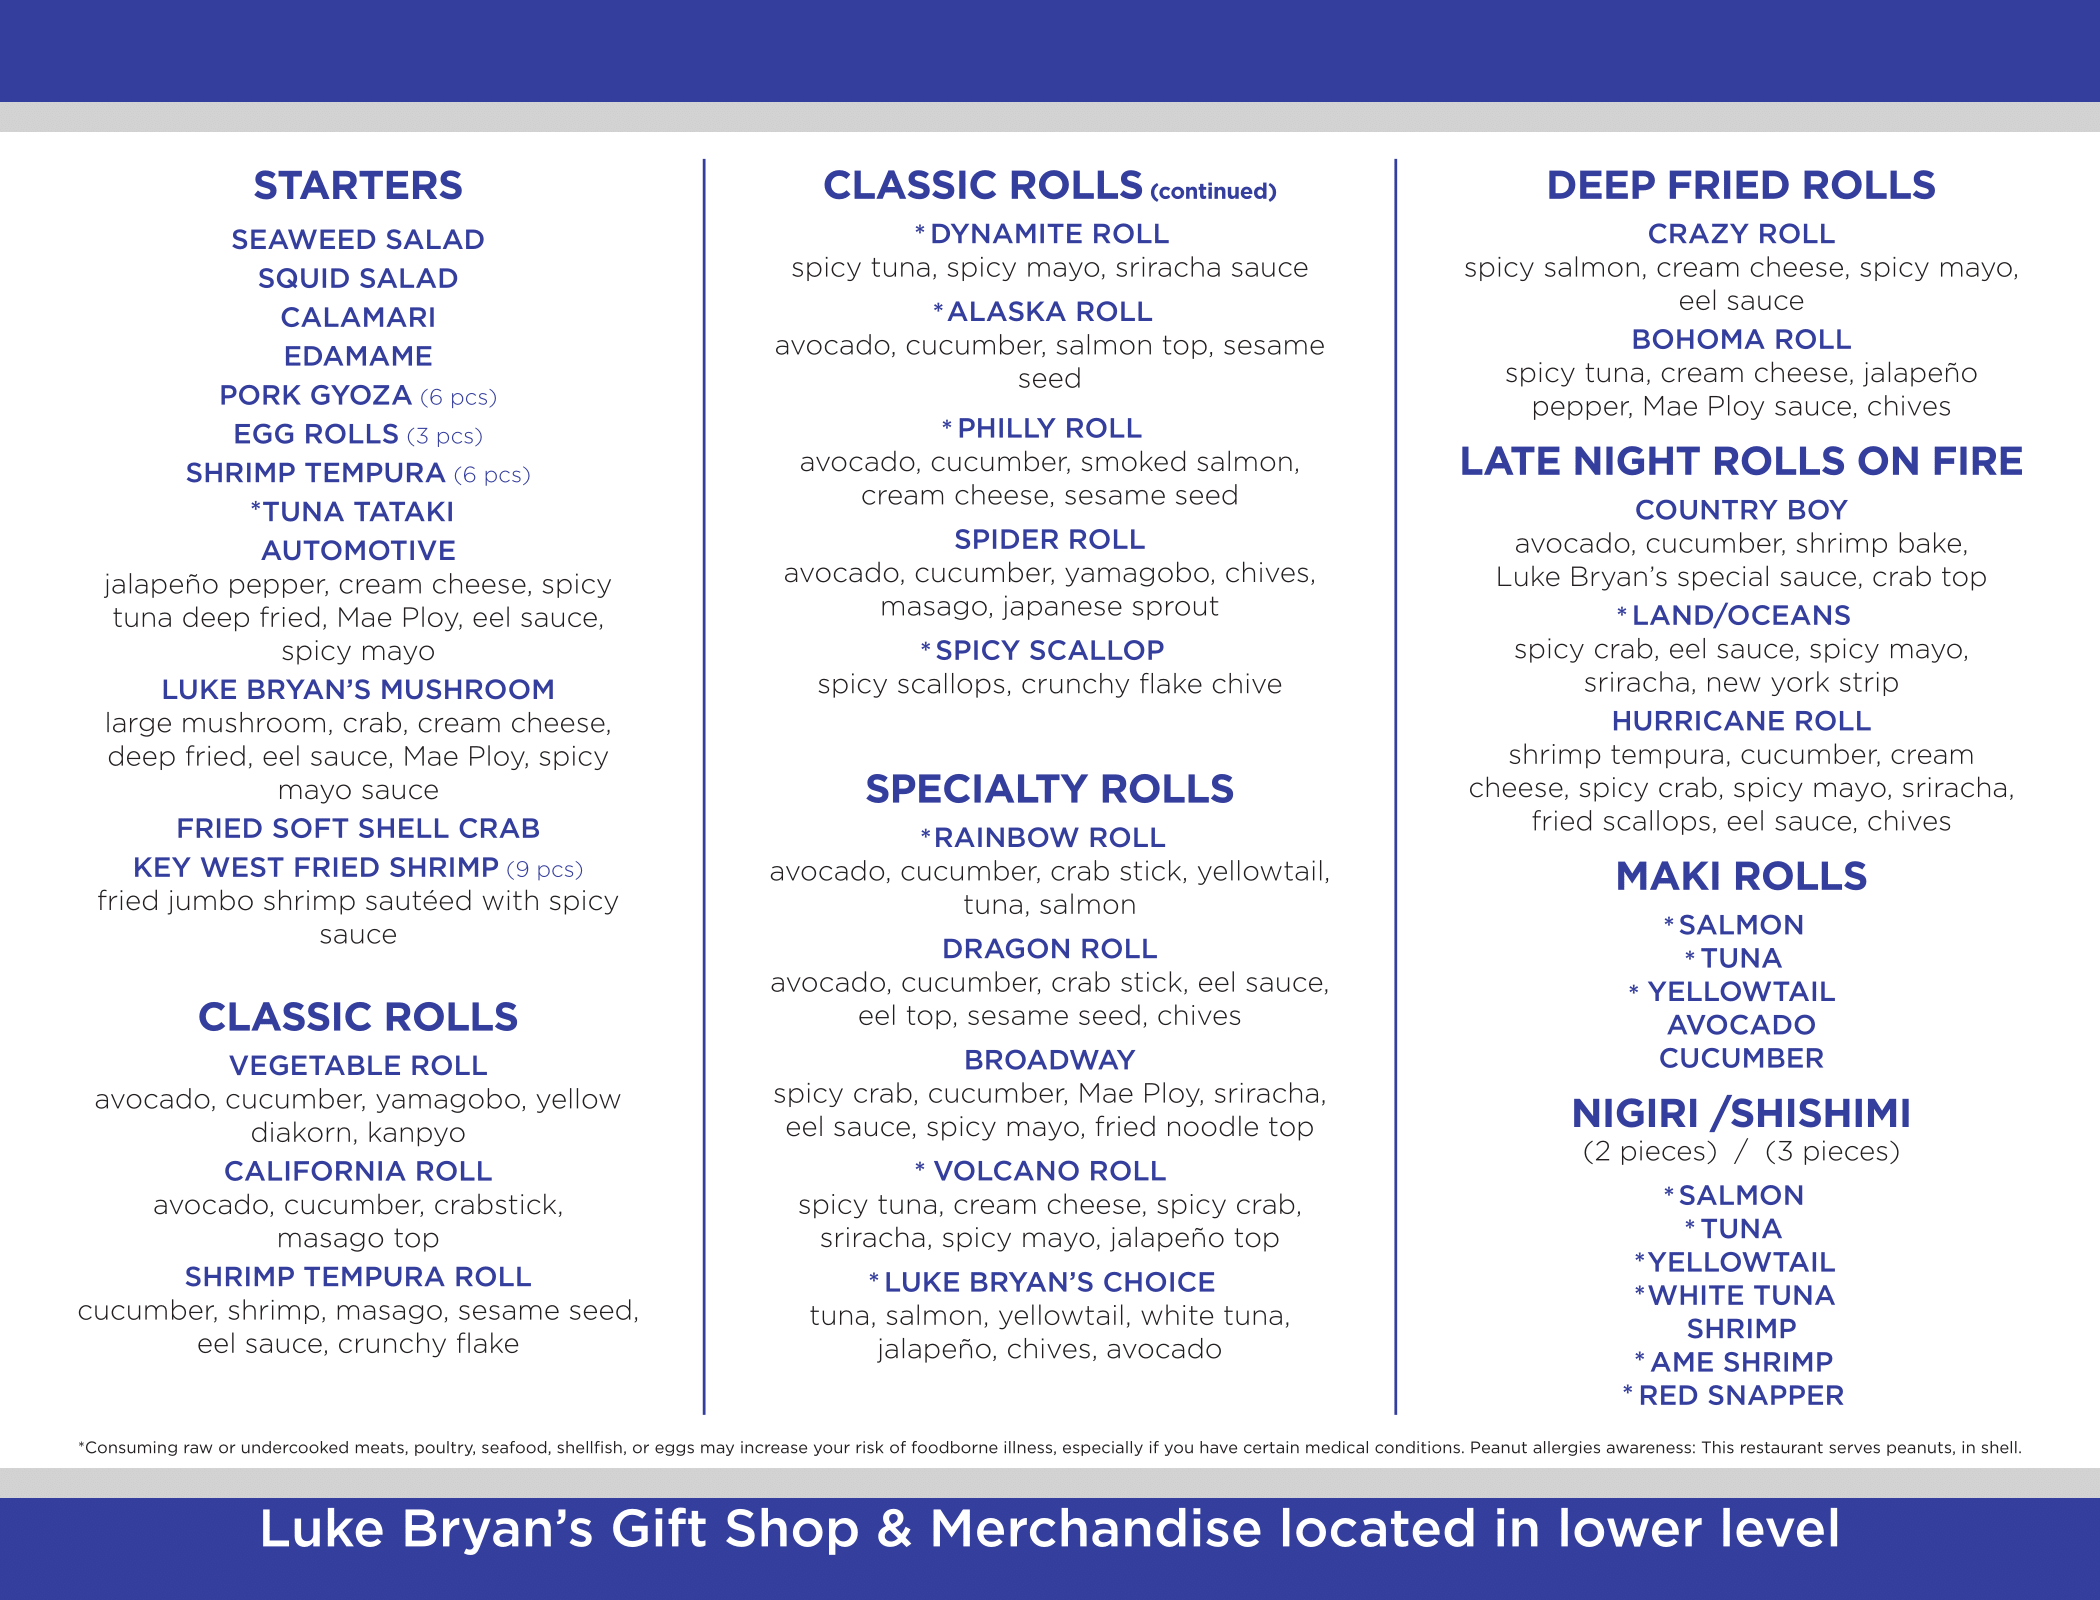 STARTERS
SEAWEED SALAD
SQUID SALAD
CALAMARI
EDAMAME
PORK GYOZA (6 pcs)
EGG ROLLS (3 pcs)
SHRIMP TEMPURA (6 pcs)
*TUNA TATAKI
AUTOMOTIVE
jalapeño pepper, cream cheese, spicy
tuna deep fried, Mae Ploy, eel sauce,
spicy mayo
LUKE BRYAN’S MUSHROOM
large mushroom, crab, cream cheese,
deep fried, eel sauce, Mae Ploy, spicy
mayo sauce
FRIED SOFT SHELL CRAB
KEY WEST FRIED SHRIMP (9 pcs)
fried jumbo shrimp sautéed with spicy
sauce
CLASSIC ROLLS
VEGETABLE ROLL
avocado, cucumber, yamagobo, yellow
diakorn, kanpyo
CALIFORNIA ROLL
avocado, cucumber, crabstick,
masago top
SHRIMP TEMPURA ROLL
cucumber, shrimp, masago, sesame seed,
eel sauce, crunchy flake
CLASSIC ROLLS (continued)
*DYNAMITE ROLL
spicy tuna, spicy mayo, sriracha sauce
*ALASKA ROLL
avocado, cucumber, salmon top, sesame
seed
*PHILLY ROLL
avocado, cucumber, smoked salmon,
cream cheese, sesame seed
SPIDER ROLL
avocado, cucumber, yamagobo, chives,
masago, japanese sprout
*SPICY SCALLOP
spicy scallops, crunchy flake chive
SPECIALTY ROLLS
*RAINBOW ROLL
avocado, cucumber, crab stick, yellowtail,
tuna, salmon
DRAGON ROLL
avocado, cucumber, crab stick, eel sauce,
eel top, sesame seed, chives
BROADWAY
spicy crab, cucumber, Mae Ploy, sriracha,
eel sauce, spicy mayo, fried noodle top
* VOLCANO ROLL
spicy tuna, cream cheese, spicy crab,
sriracha, spicy mayo, jalapeño top
*LUKE BRYAN’S CHOICE
tuna, salmon, yellowtail, white tuna,
jalapeño, chives, avocado
DEEP FRIED ROLLS
CRAZY ROLL
spicy salmon, cream cheese, spicy mayo,
eel sauce
BOHOMA ROLL
spicy tuna, cream cheese, jalapeño
pepper, Mae Ploy sauce, chives
LATE NIGHT ROLLS ON FIRE
COUNTRY BOY
avocado, cucumber, shrimp bake,
Luke Bryan’s special sauce, crab top
*LAND/OCEANS
spicy crab, eel sauce, spicy mayo,
sriracha, new york strip
HURRICANE ROLL
shrimp tempura, cucumber, cream
cheese, spicy crab, spicy mayo, sriracha,
fried scallops, eel sauce, chives
MAKI ROLLS
*SALMON
*TUNA
* YELLOWTAIL
AVOCADO
CUCUMBER
NIGIRI /SHISHIMI
(2 pieces) / (3 pieces)
*SALMON
*TUNA
*YELLOWTAIL
*WHITE TUNA
SHRIMP
*AME SHRIMP
*RED SNAPPER
*Consuming raw or undercooked meats, poultry, seafood, shellfish, or eggs may increase your risk of foodborne illness, especially if you have certain medical conditions. Peanut allergies awareness: This restaurant serves peanuts, in shell.
Luke Bryan’s Gift Shop & Merchandise located in lower level